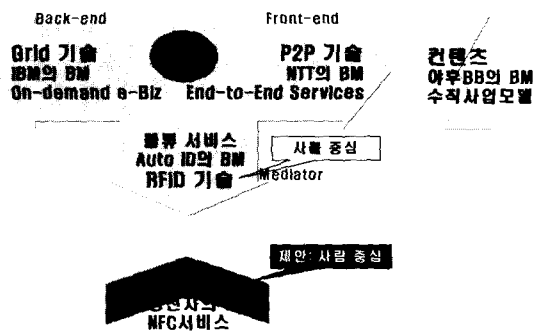 Back-end
Front-end
Grid 기술
IBM의 BM
On-demand e-Biz
P2P 기술
NTT의 BM
End-to-End Services
컨텐츠
야후BB의 BM
수직사업모델
물류 서비스
Auto ID의 BM
RFID 기술
사물 중심
Mediator
제안: 사람 중심
NFC서비스